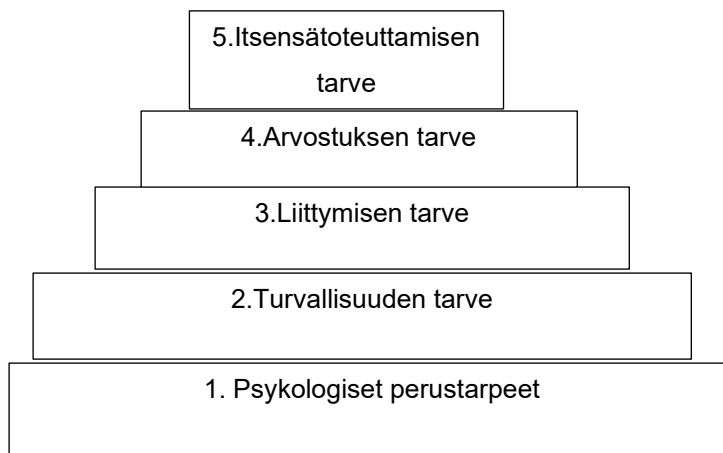 5.Itsensätoteuttamisen
tarve
4.Arvostuksen tarve
3.Liittymisen tarve
2.Turvallisuuden tarve
1. Psykologiset perustarpeet